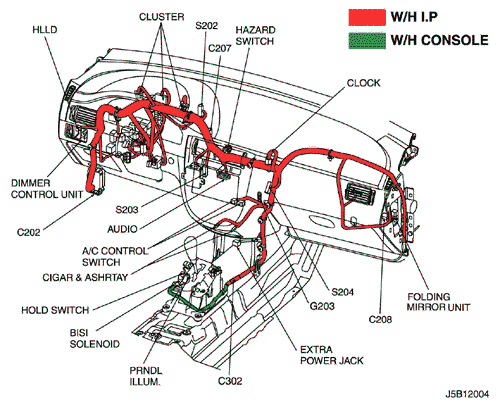 W/H I.P
W/H CONSOLE
CLUSTER
S202
HAZARD
SWITCH
HLLD
C207
CLOCK
DIMMER
CONTROL UNIT
S203
C202
AUDIO
A/C CONTROL
SWITCH
CIGAR & ASHRTAY
HOLD SWITCH
BISI
SOLENOID
PRNDL
ILLUM.
C302
EXTRA
POWER JACK
G203
S204
C208
FOLDING
MIRROR UNIT
J5B12004